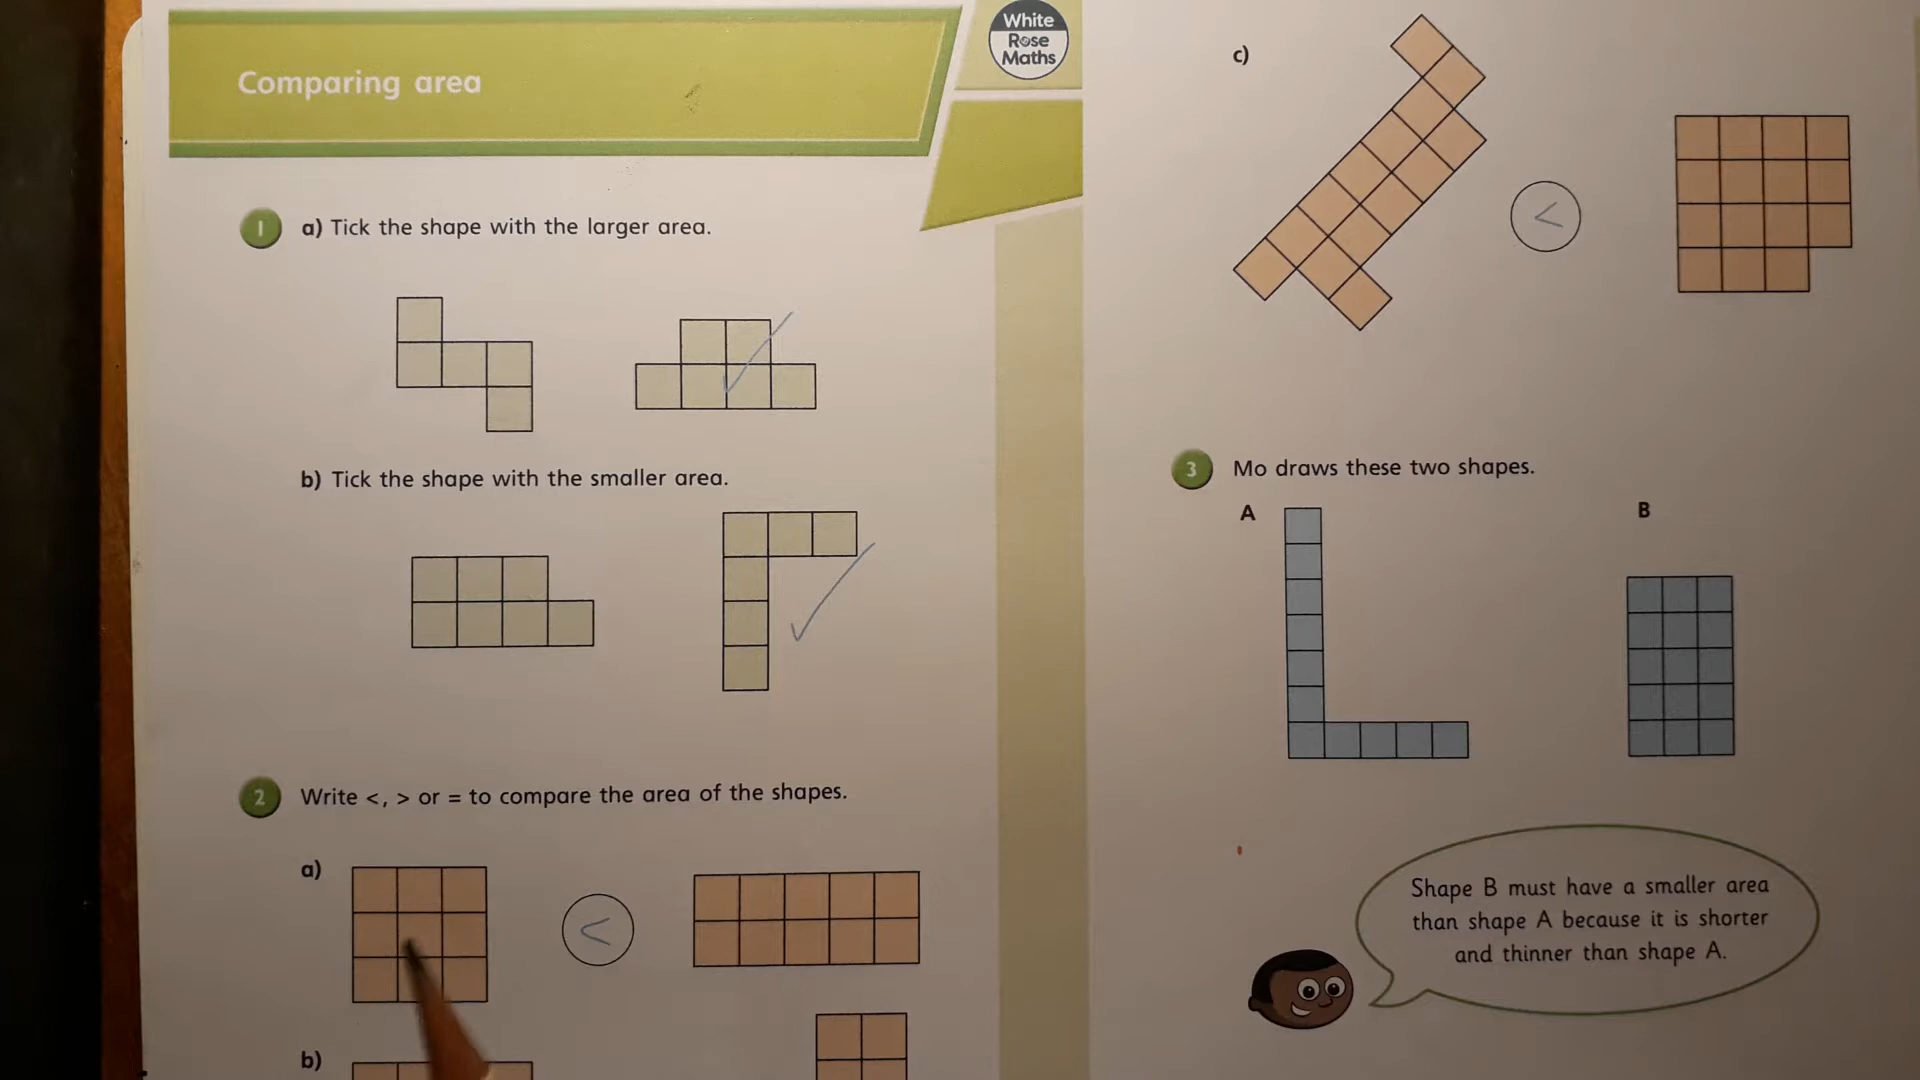 Comparing area
White
Rose
Maths
1 a) Tick the shape with the larger area.
b) Tick the shape with the smaller area.
2 Write <, > or = to compare the area of the shapes.
a)
<
b)
c)
<
3 Mo draws these two shapes.
A
B
Shape B must have a smaller area
than shape A because it is shorter
and thinner than shape A.